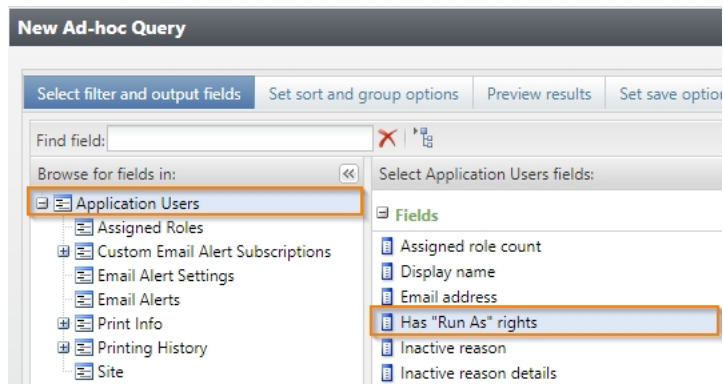 New Ad-hoc Query
Select filter and output fields Set sort and group options Preview results Set save optio
Find field:
Browse for fields in: Select Application Users fields:
Application Users
Assigned Roles
Custom Email Alert Subscriptions
Email Alert Settings
Email Alerts
Print Info
Printing History
Site
Fields
Assigned role count
Display name
Email address
Has "Run As" rights
Inactive reason
Inactive reason details